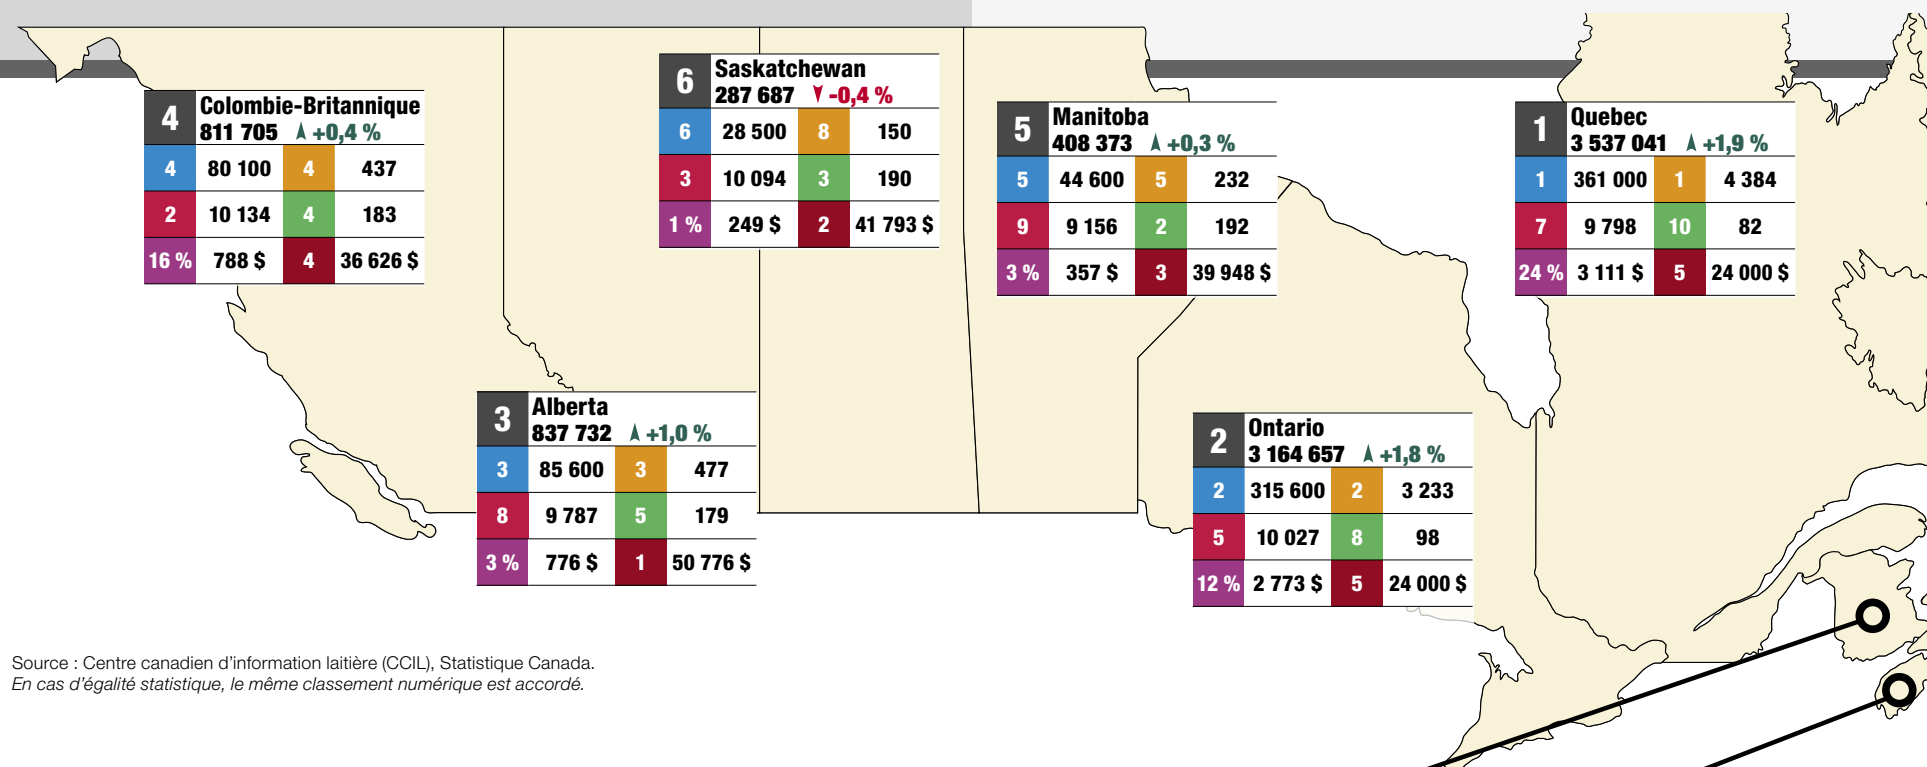 4 Colombie-Britannique
811 705 +0,4 %
4 80 100 4 437
2 10 134 4 183
16 % 788 $ 4 36 626 $
6 Saskatchewan
287 687 -0,4 %
6 28 500 8 150
3 10 094 3 190
1 % 249 $ 2 41 793 $
5 Manitoba
408 373 +0,3 %
5 44 600 5 232
9 9 156 2 192
3 % 357 $ 3 39 948 $
1 Quebec
3 537 041 +1,9 %
1 361 000 1 4 384
7 9 798 10 82
24 % 3 111 $ 5 24 000 $
3 Alberta
837 732 +1,0 %
3 85 600 3 477
8 9 787 5 179
3 % 776 $ 1 50 776 $
2 Ontario
3 164 657 +1,8 %
2 315 600 2 3 233
5 10 027 8 98
12 % 2 773 $ 5 24 000 $
Source : Centre canadien d'information laitière (CCIL), Statistique Canada.
En cas d'égalité statistique, le même classement numérique est accordé.